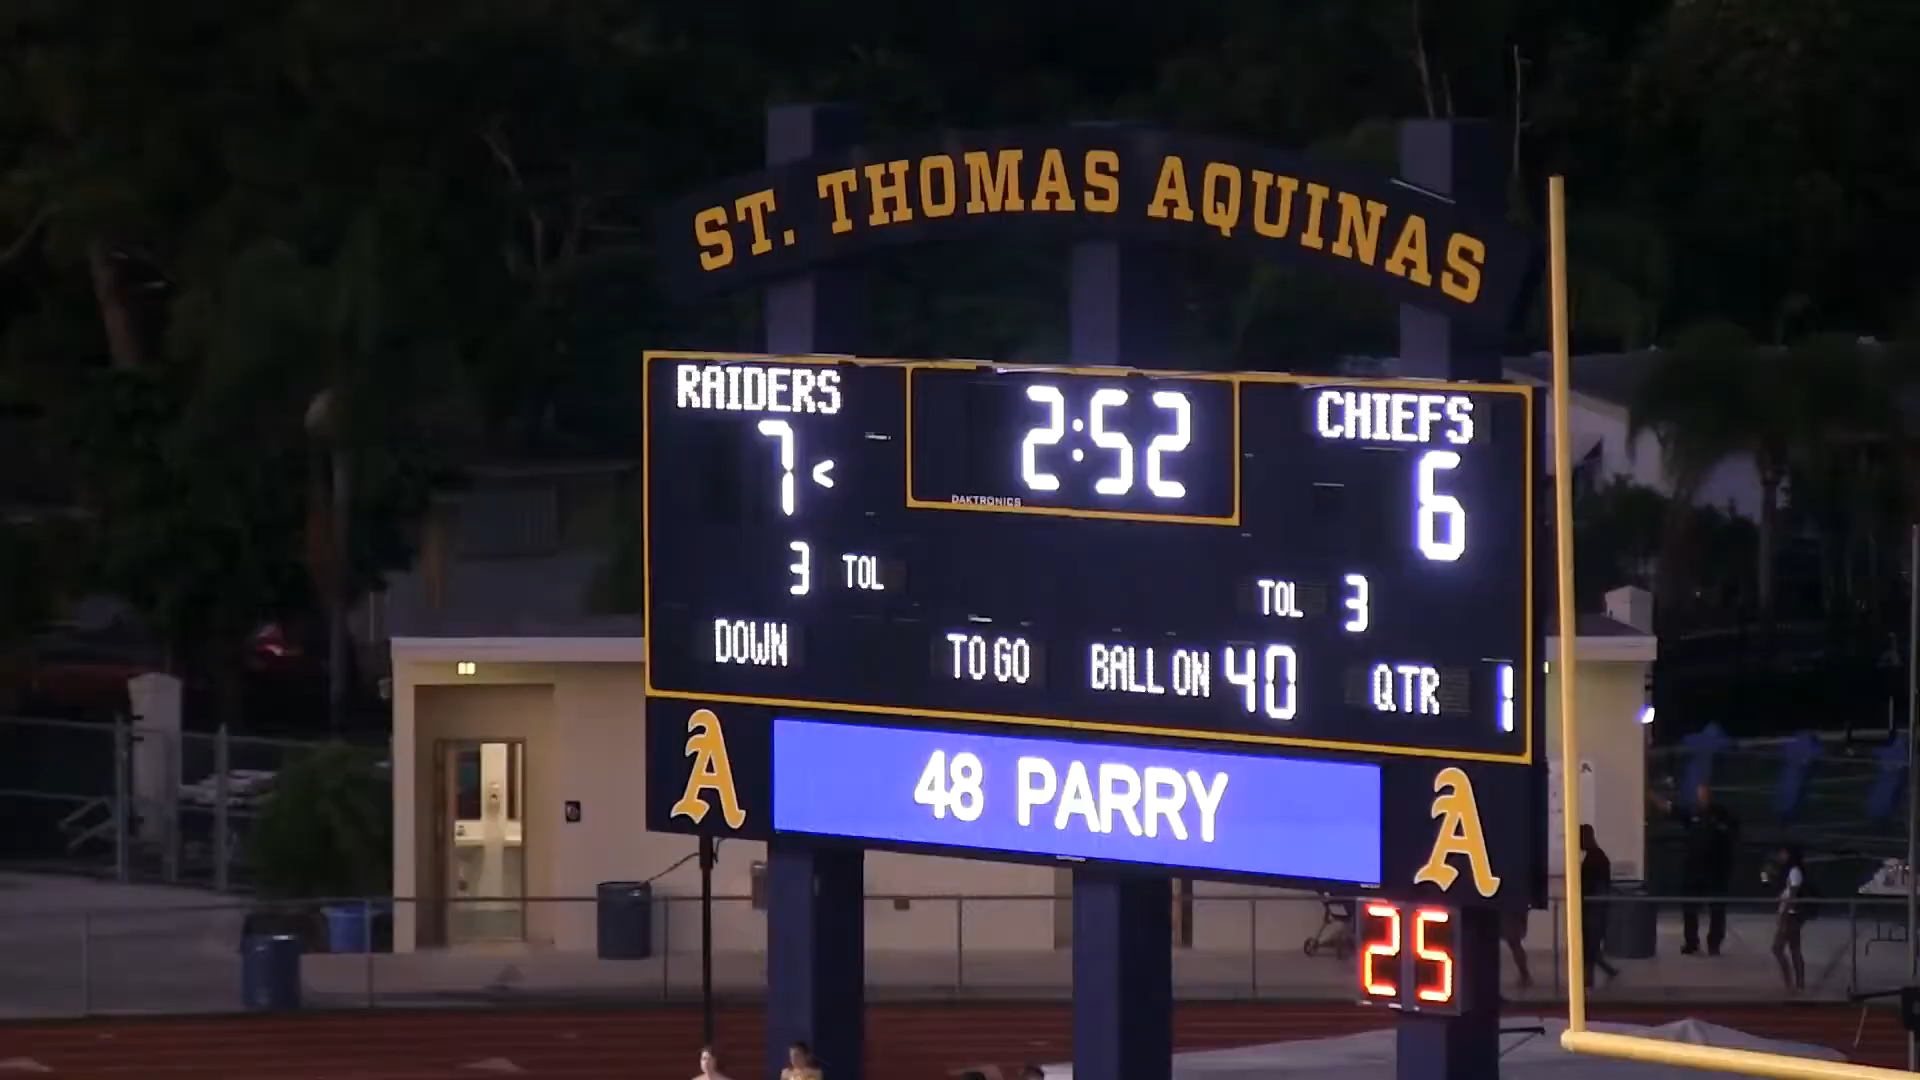 ST. THOMAS AQUINAS
RAIDERS 2:52 CHIEFS
7 < 6
DAKTRONICS
3 TOL TOL 3
DOWN TO GO BALL ON 40 QTR 1
A 48 PARRY A
25